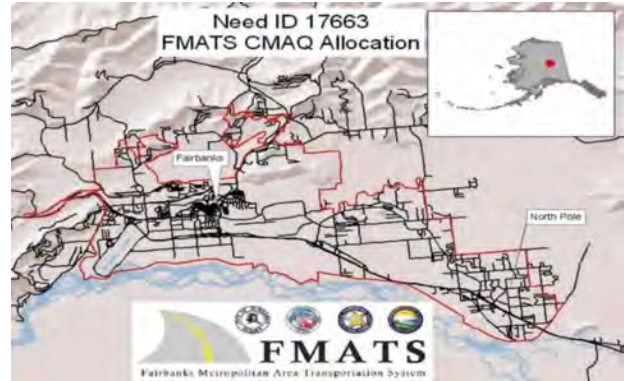 Need ID 17663
FMATS CMAQ Allocation
Fairbanks
North Pole
FMATS
Fairbanks Metropolitan Area Transportation System